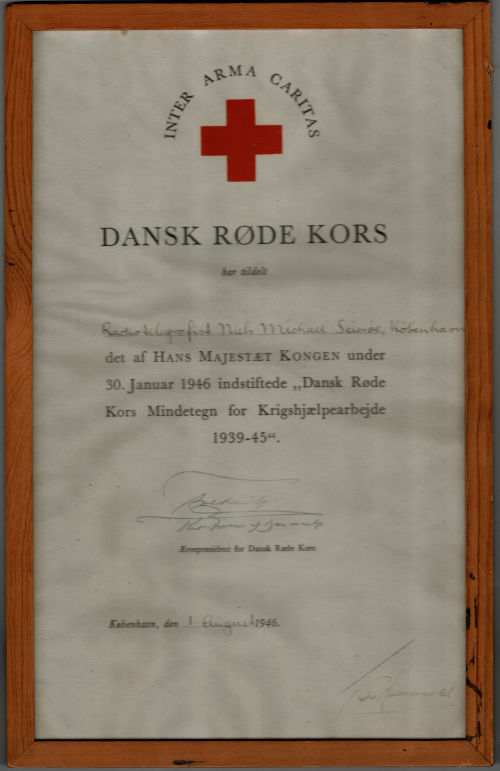 INTER ARMA CARITAS
DANSK RØDE KORS
har tildelt
Radiotelegrafist Niels Michael Seierøe, København
det af HANS MAJESTÆT KONGEN under
30. Januar 1946 indstiftede „Dansk Røde
Kors Mindetegn for Krigshjælpearbejde
1939-45“.
Frederik
Ærespræsident for Dansk Røde Kors
København, den 1 August 1946.